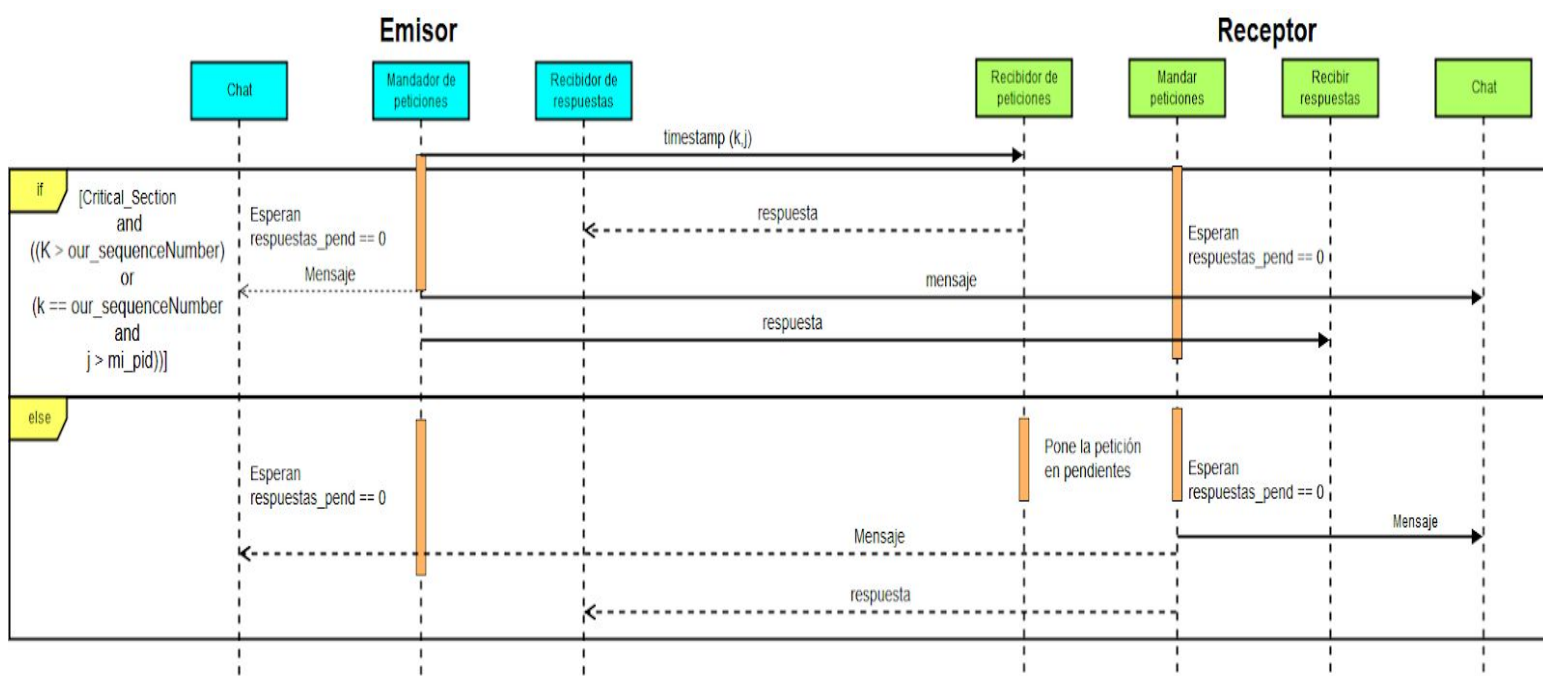 Emisor
Receptor
Chat
Mandador de
peticiones
Recibidor de
respuestas
Recibidor de
peticiones
Mandar
peticiones
Recibir
respuestas
Chat
timestamp (k,j)
if
[Critical_Section
and
((K > our_sequenceNumber)
or
(k == our_sequenceNumber
and
j > mi_pid))]
Esperan
respuestas_pend == 0
respuesta
Esperan
respuestas_pend == 0
Mensaje
mensaje
respuesta
else
Esperan
respuestas_pend == 0
Pone la petición
en pendientes
Esperan
respuestas_pend == 0
Mensaje
Mensaje
respuesta